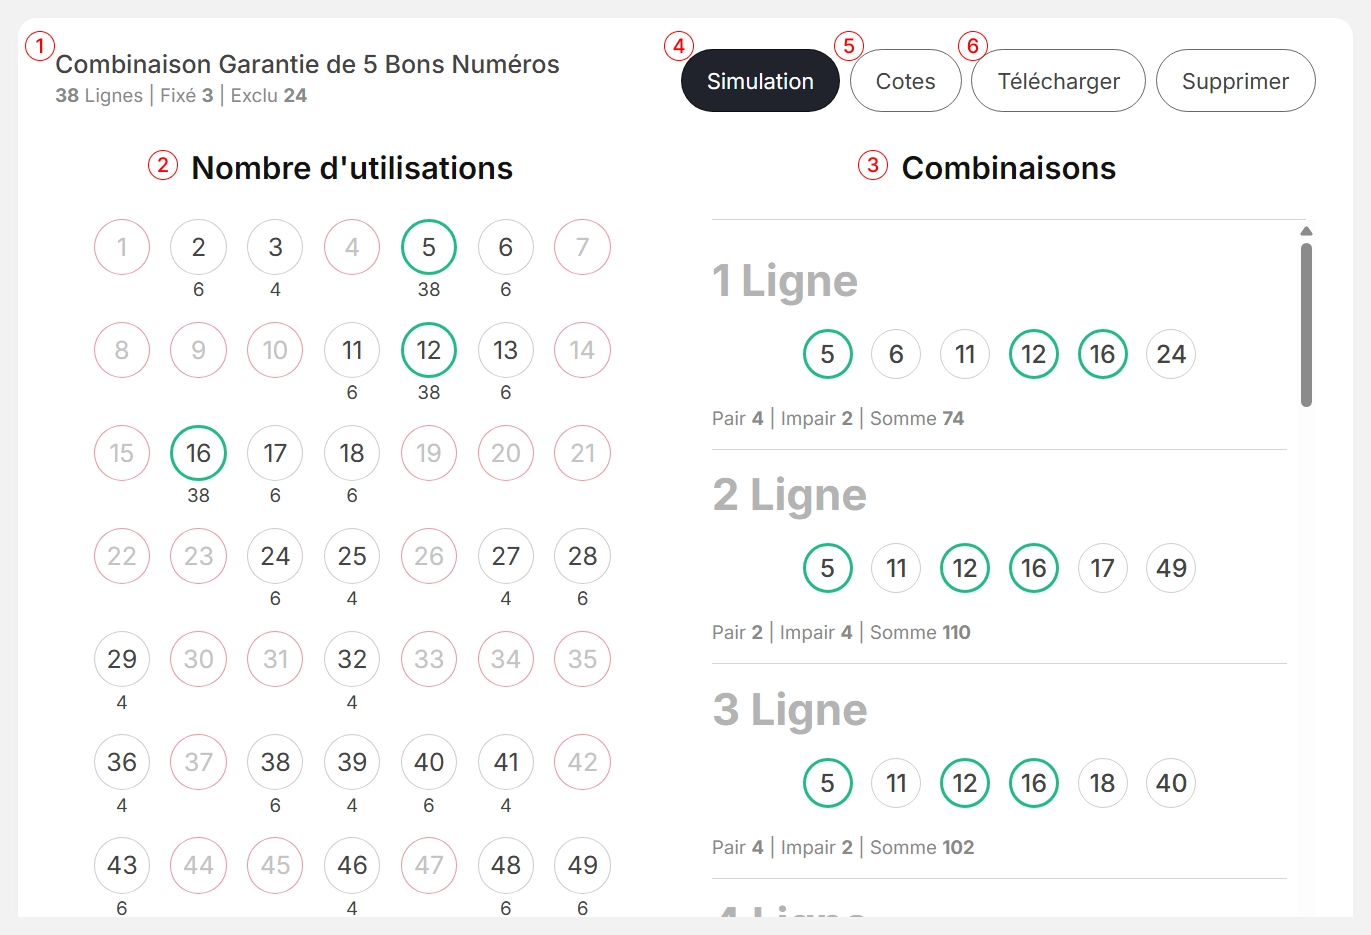 1 Combinaison Garantie de 5 Bons Numéros
38 Lignes | Fixé 3 | Exclu 24
4 Simulation 5 Cotes 6 Télécharger Supprimer
2 Nombre d'utilisations
1 2 3 4 5 6 7
6 4 38 6
8 9 10 11 12 13 14
6 38 6
15 16 17 18 19 20 21
38 6 6
22 23 24 25 26 27 28
6 4 4 6
29 30 31 32 33 34 35
4 4
36 37 38 39 40 41 42
4 6 4 6 4
43 44 45 46 47 48 49
6 4 6 6
3 Combinaisons
1 Ligne
5 6 11 12 16 24
Pair 4 | Impair 2 | Somme 74
2 Ligne
5 11 12 16 17 49
Pair 2 | Impair 4 | Somme 110
3 Ligne
5 11 12 16 18 40
Pair 4 | Impair 2 | Somme 102
4 Ligne